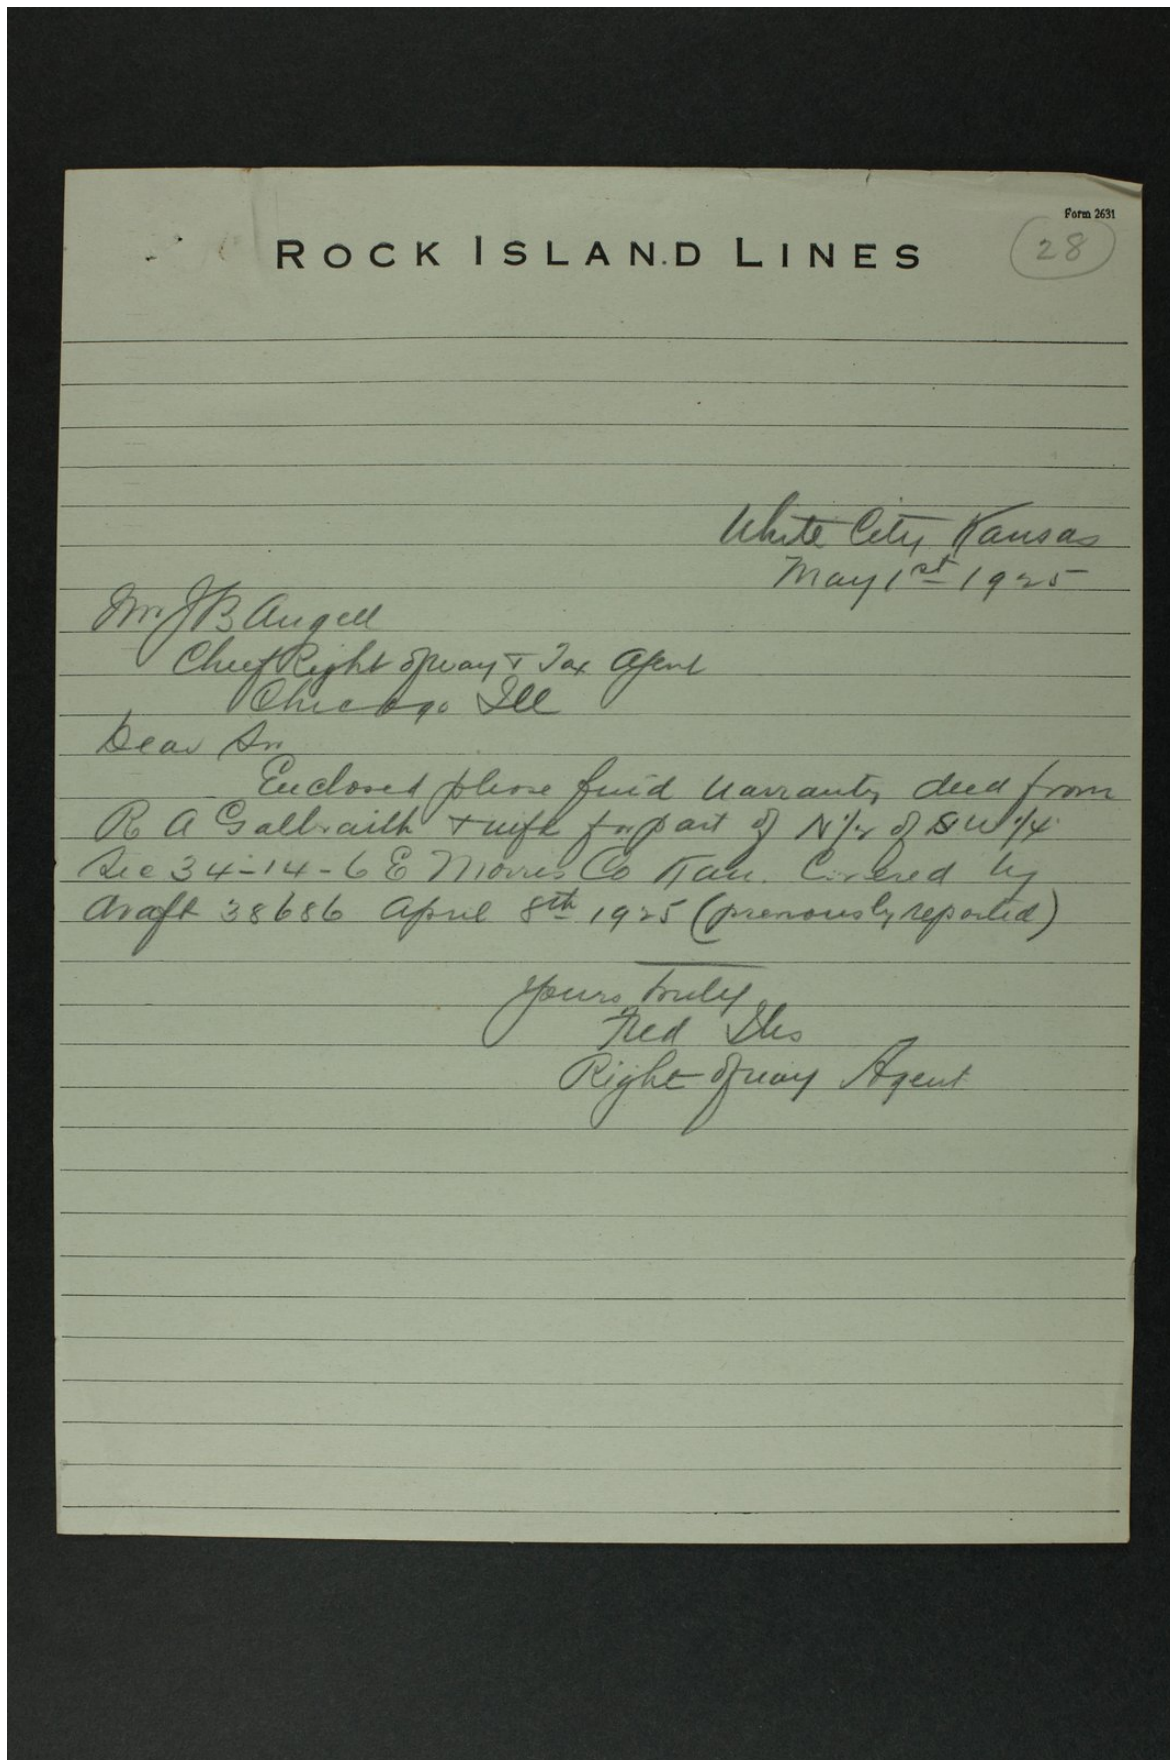 Form 2631
28
ROCK ISLAND LINES
White City Kansas
May 1st 1925
Mr J B Angell
Chief Right of way & Tax Agent
Chicago Ill
Dear Sir
Enclosed please find Warranty deed from
R A Galbraith & wife for part of N 1/2 of SW 1/4
Sec 34-14-6 E Morris Co Kan. Covered by
draft 38686 April 8th 1925 (previously reported)
Yours truly
Fred
Right of way Agent